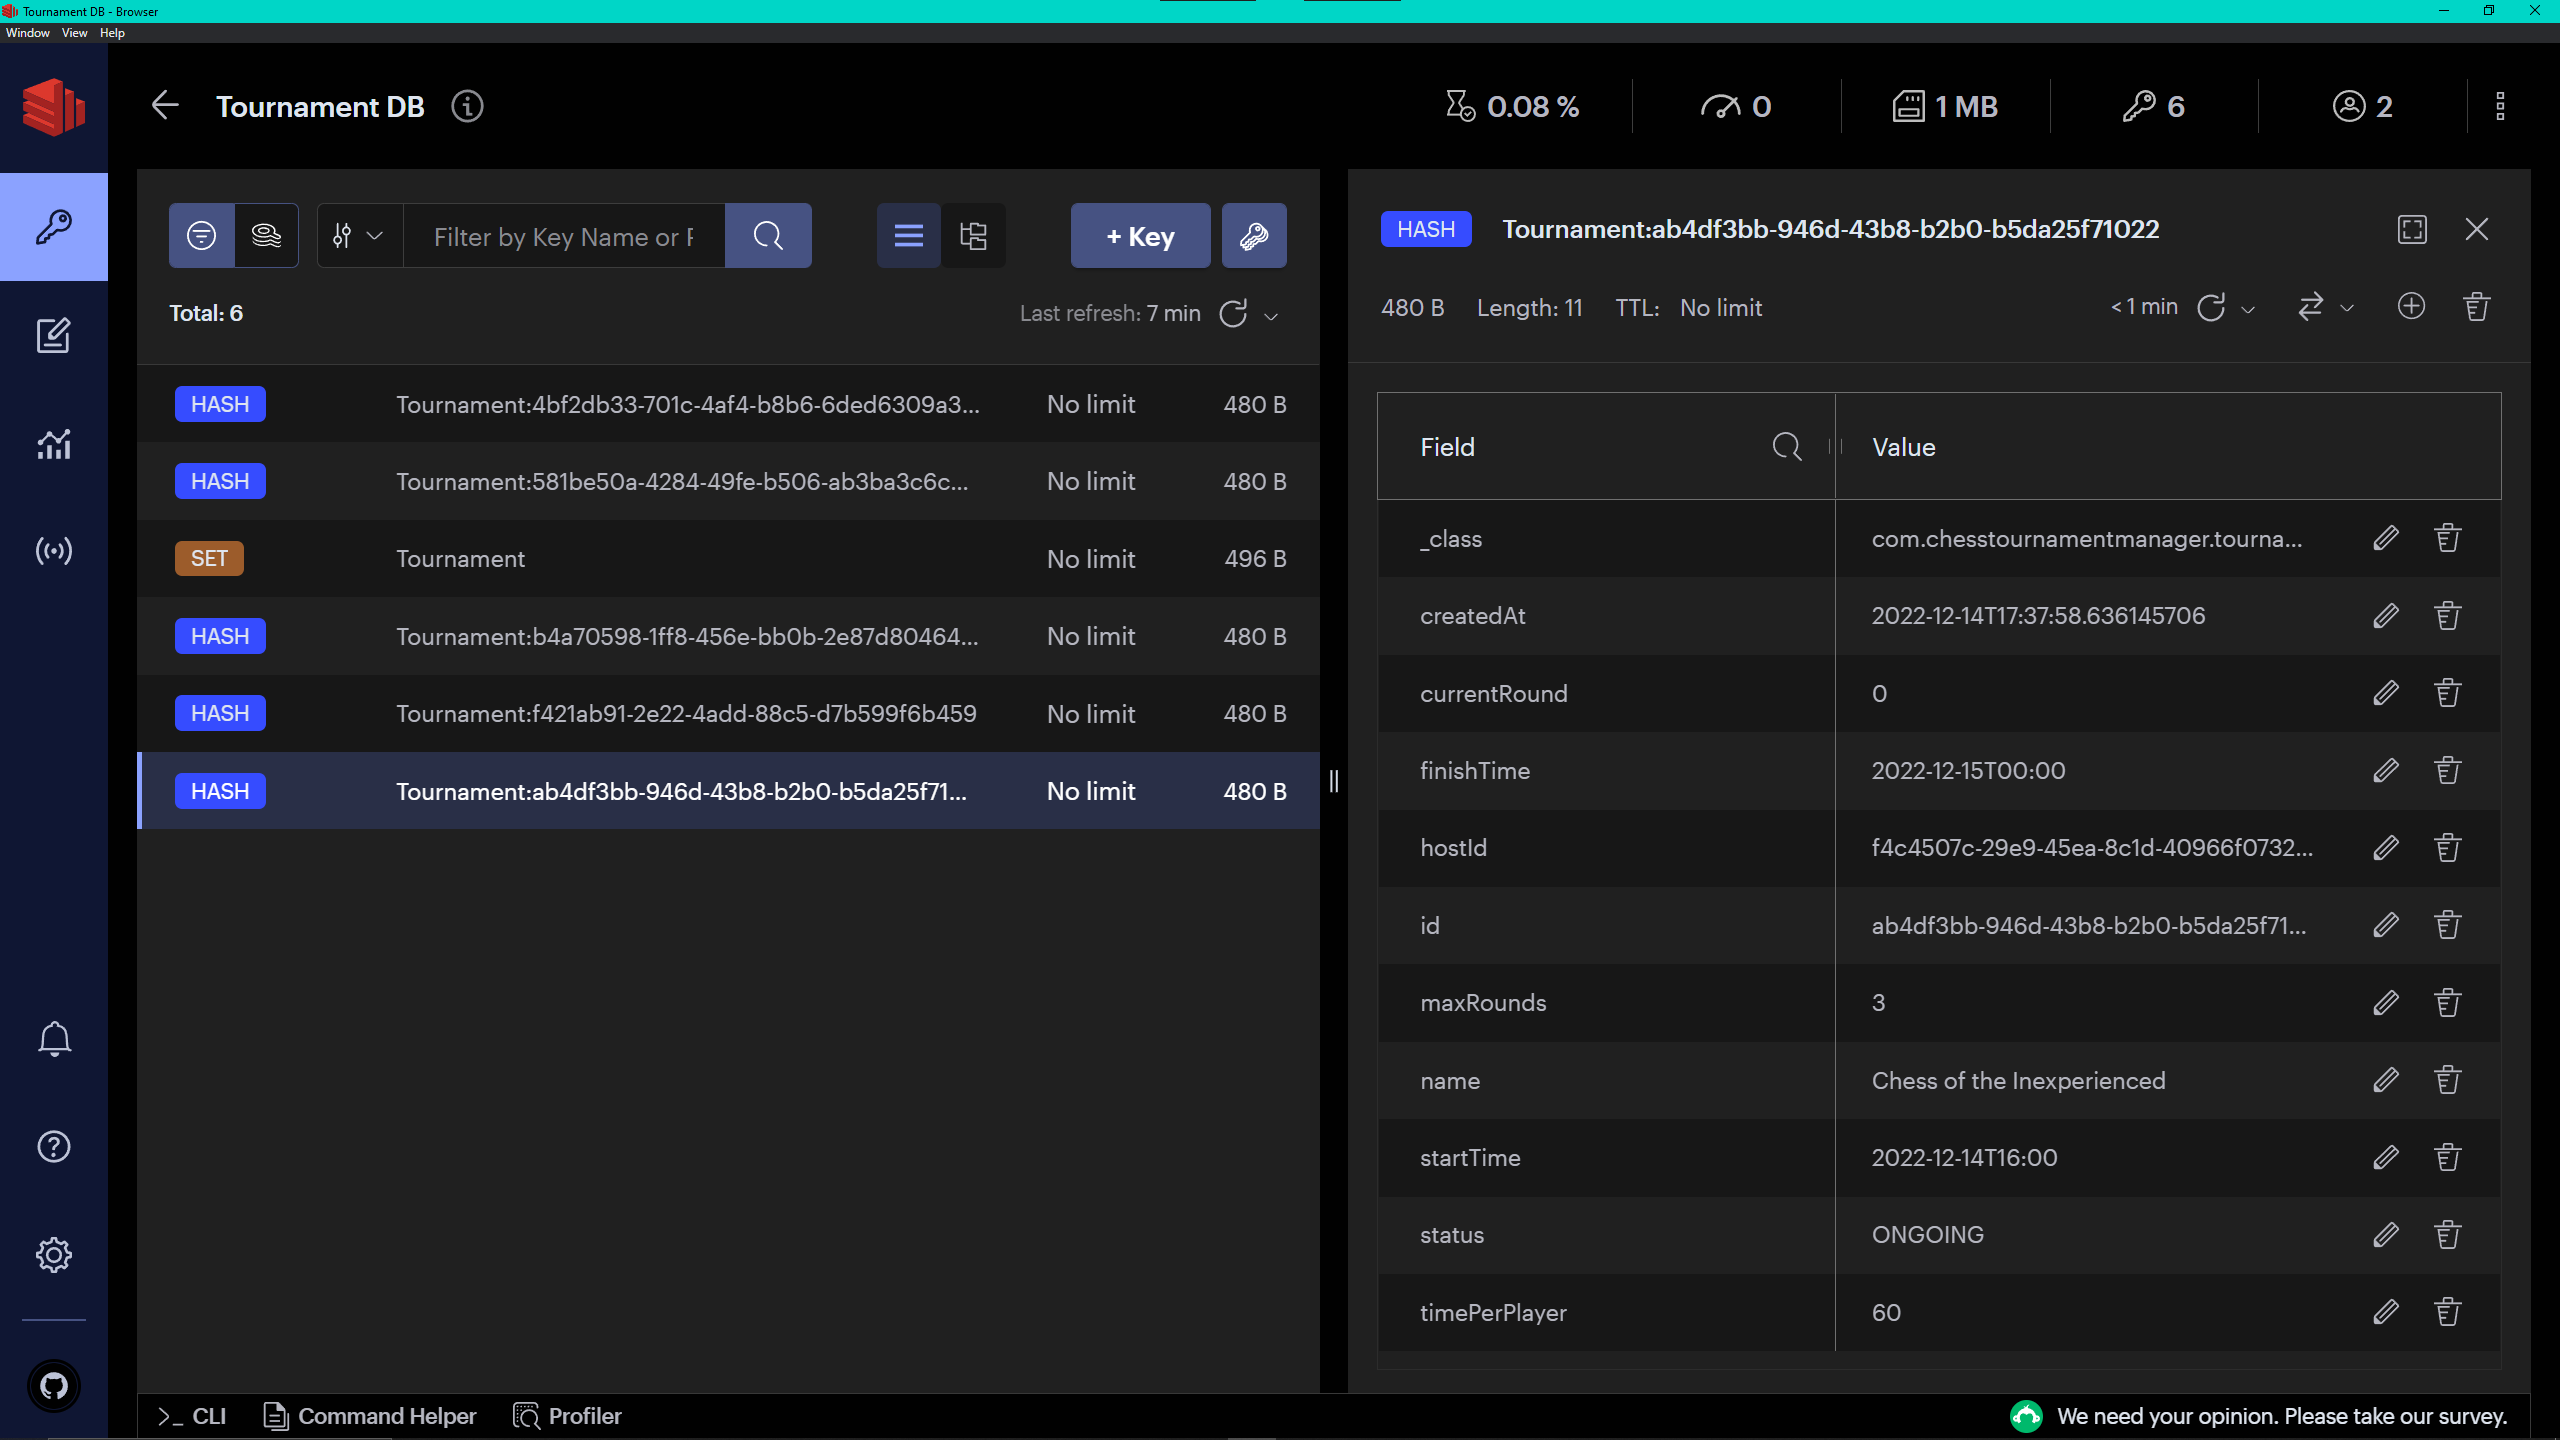 Tournament DB - Browser
Window View Help
Tournament DB
0.08 %
0
1 MB
6
2
Filter by Key Name or F
+ Key
Total: 6
Last refresh: 7 min
HASH Tournament:4bf2db33-701c-4af4-b8b6-6ded6309a3... No limit 480 B
HASH Tournament:581be50a-4284-49fe-b506-ab3ba3c6c... No limit 480 B
SET Tournament No limit 496 B
HASH Tournament:b4a70598-1ff8-456e-bb0b-2e87d80464... No limit 480 B
HASH Tournament:f421ab91-2e22-4add-88c5-d7b599f6b459 No limit 480 B
HASH Tournament:ab4df3bb-946d-43b8-b2b0-b5da25f71... No limit 480 B
HASH Tournament:ab4df3bb-946d-43b8-b2b0-b5da25f71022
480 B Length: 11 TTL: No limit < 1 min
Field Value
_class com.chesstournamentmanager.tourna...
createdAt 2022-12-14T17:37:58.636145706
currentRound 0
finishTime 2022-12-15T00:00
hostId f4c4507c-29e9-45ea-8c1d-40966f0732...
id ab4df3bb-946d-43b8-b2b0-b5da25f71...
maxRounds 3
name Chess of the Inexperienced
startTime 2022-12-14T16:00
status ONGOING
timePerPlayer 60
>_ CLI Command Helper Profiler
We need your opinion. Please take our survey.